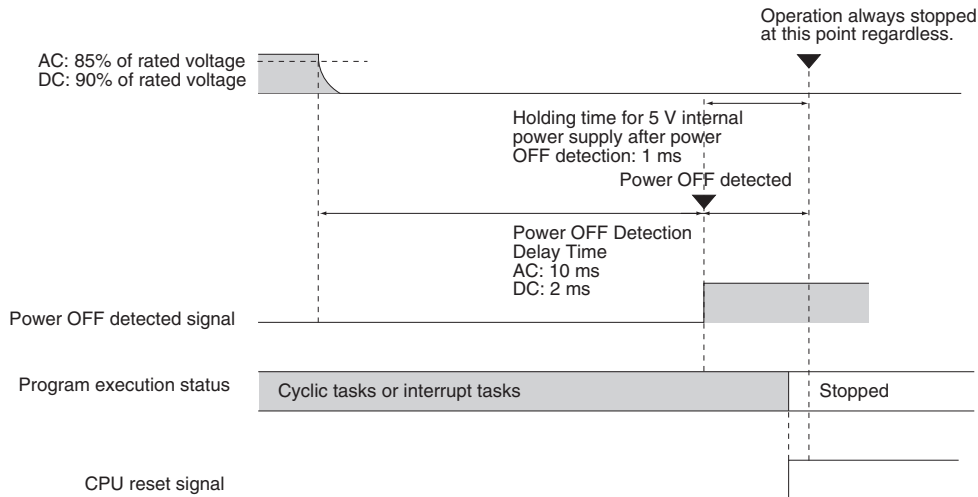 Operation always stopped
at this point regardless.
AC: 85% of rated voltage
DC: 90% of rated voltage
Holding time for 5 V internal
power supply after power
OFF detection: 1 ms
Power OFF detected
Power OFF Detection
Delay Time
AC: 10 ms
DC: 2 ms
Power OFF detected signal
Program execution status
Cyclic tasks or interrupt tasks
Stopped
CPU reset signal